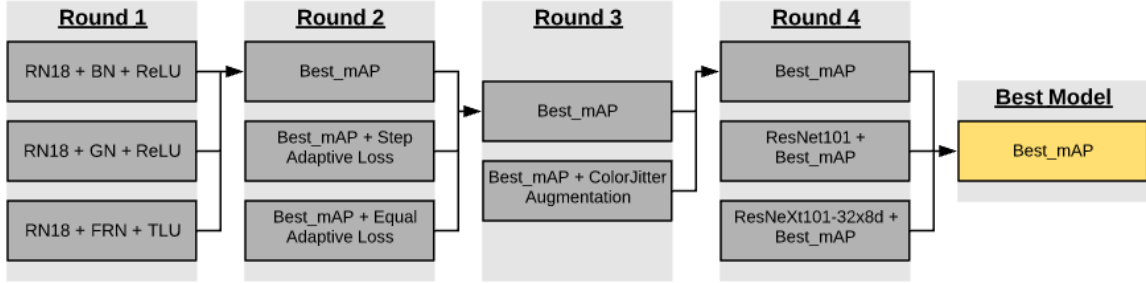 Round 1
RN18 + BN + ReLU
RN18 + GN + ReLU
RN18 + FRN + TLU
Round 2
Best_mAP
Best_mAP + Step
Adaptive Loss
Best_mAP + Equal
Adaptive Loss
Round 3
Best_mAP
Best_mAP + ColorJitter
Augmentation
Round 4
Best_mAP
ResNet101 +
Best_mAP
ResNeXt101-32x8d +
Best_mAP
Best Model
Best_mAP